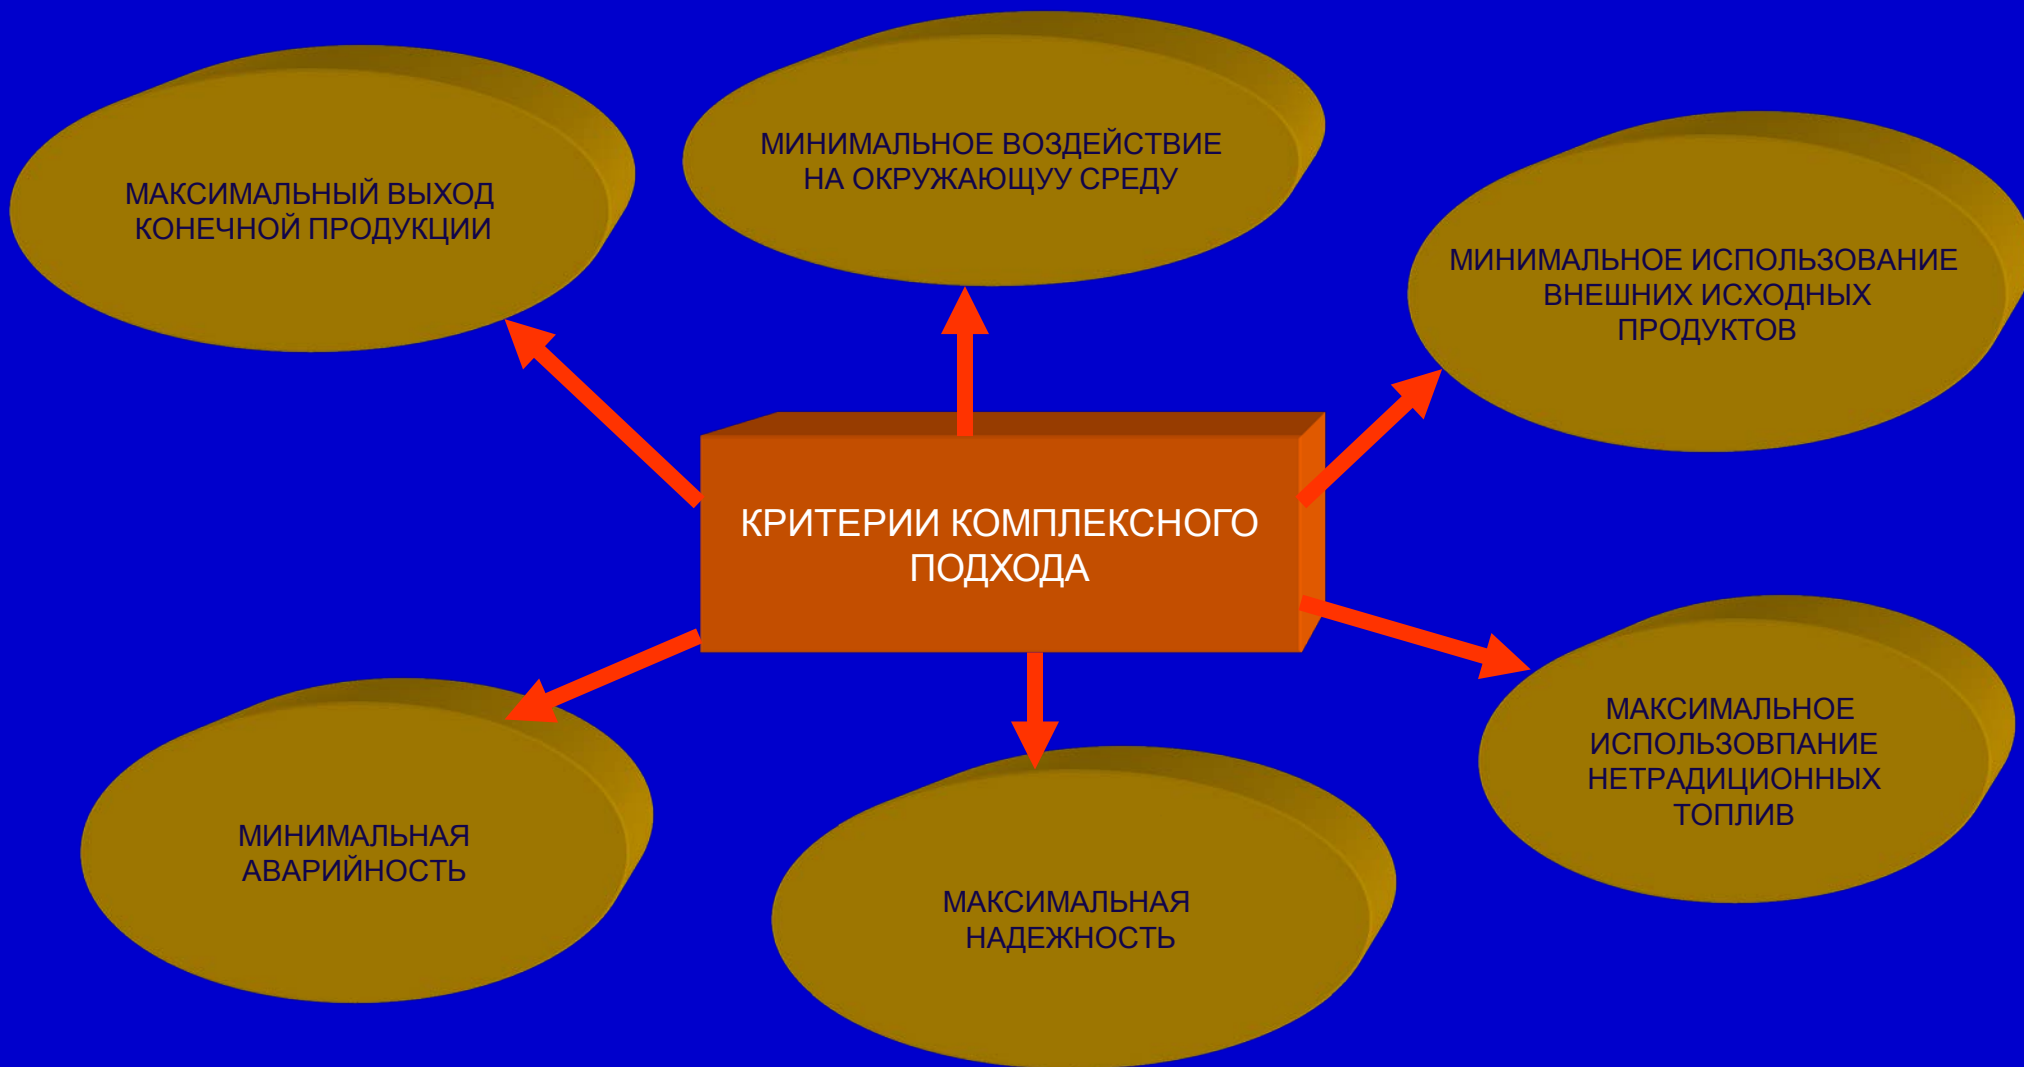 МИНИМАЛЬНОЕ ВОЗДЕЙСТВИЕ
НА ОКРУЖАЮЩУУ СРЕДУ
МАКСИМАЛЬНЫЙ ВЫХОД
КОНЕЧНОЙ ПРОДУКЦИИ
МИНИМАЛЬНОЕ ИСПОЛЬЗОВАНИЕ
ВНЕШНИХ ИСХОДНЫХ
ПРОДУКТОВ
КРИТЕРИИ КОМПЛЕКСНОГО
ПОДХОДА
МАКСИМАЛЬНОЕ
ИСПОЛЬЗОВПАНИЕ
НЕТРАДИЦИОННЫХ
ТОПЛИВ
МИНИМАЛЬНАЯ
АВАРИЙНОСТЬ
МАКСИМАЛЬНАЯ
НАДЕЖНОСТЬ